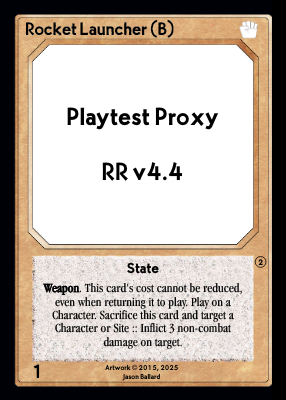 Rocket Launcher (B)
Playtest Proxy
RR v4.4
2
State
Weapon. This card's cost cannot be reduced,
even when returning it to play. Play on a
Character. Sacrifice this card and target a
Character or Site :: Inflict 3 non-combat
damage on target.
1
Artwork © 2015, 2025
Jason Ballard